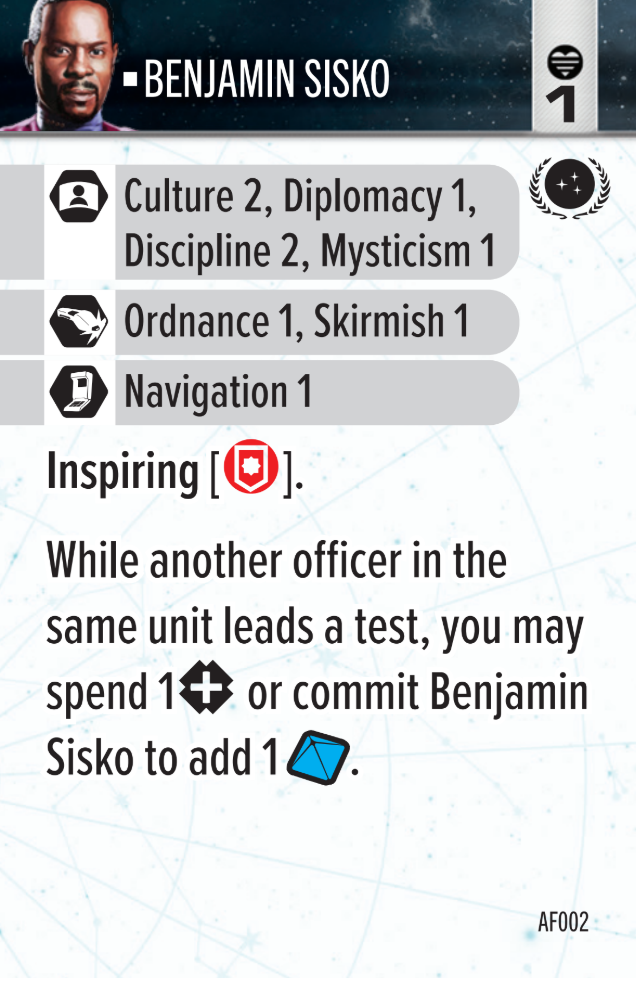 ▪ BENJAMIN SISKO
1
Culture 2, Diplomacy 1,
Discipline 2, Mysticism 1
Ordnance 1, Skirmish 1
Navigation 1
Inspiring [ ].
While another officer in the
same unit leads a test, you may
spend 1 or commit Benjamin
Sisko to add 1 .
AF002